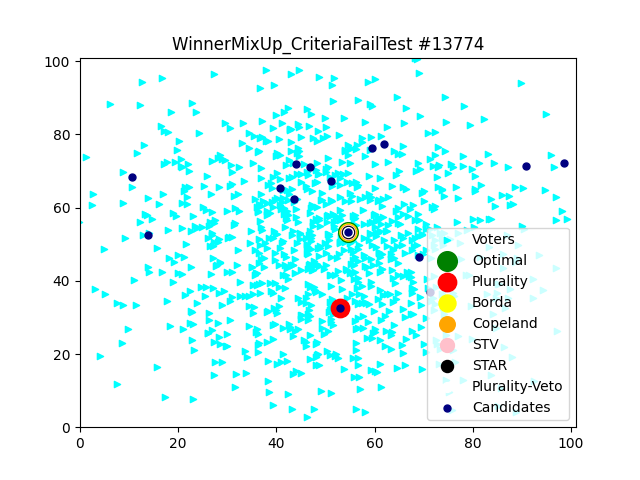 WinnerMixUp_CriteriaFailTest #13774
100
80
60
40
20
0
0
20
40
60
80
100
Voters
Optimal
Plurality
Borda
Copeland
STV
STAR
Plurality-Veto
Candidates